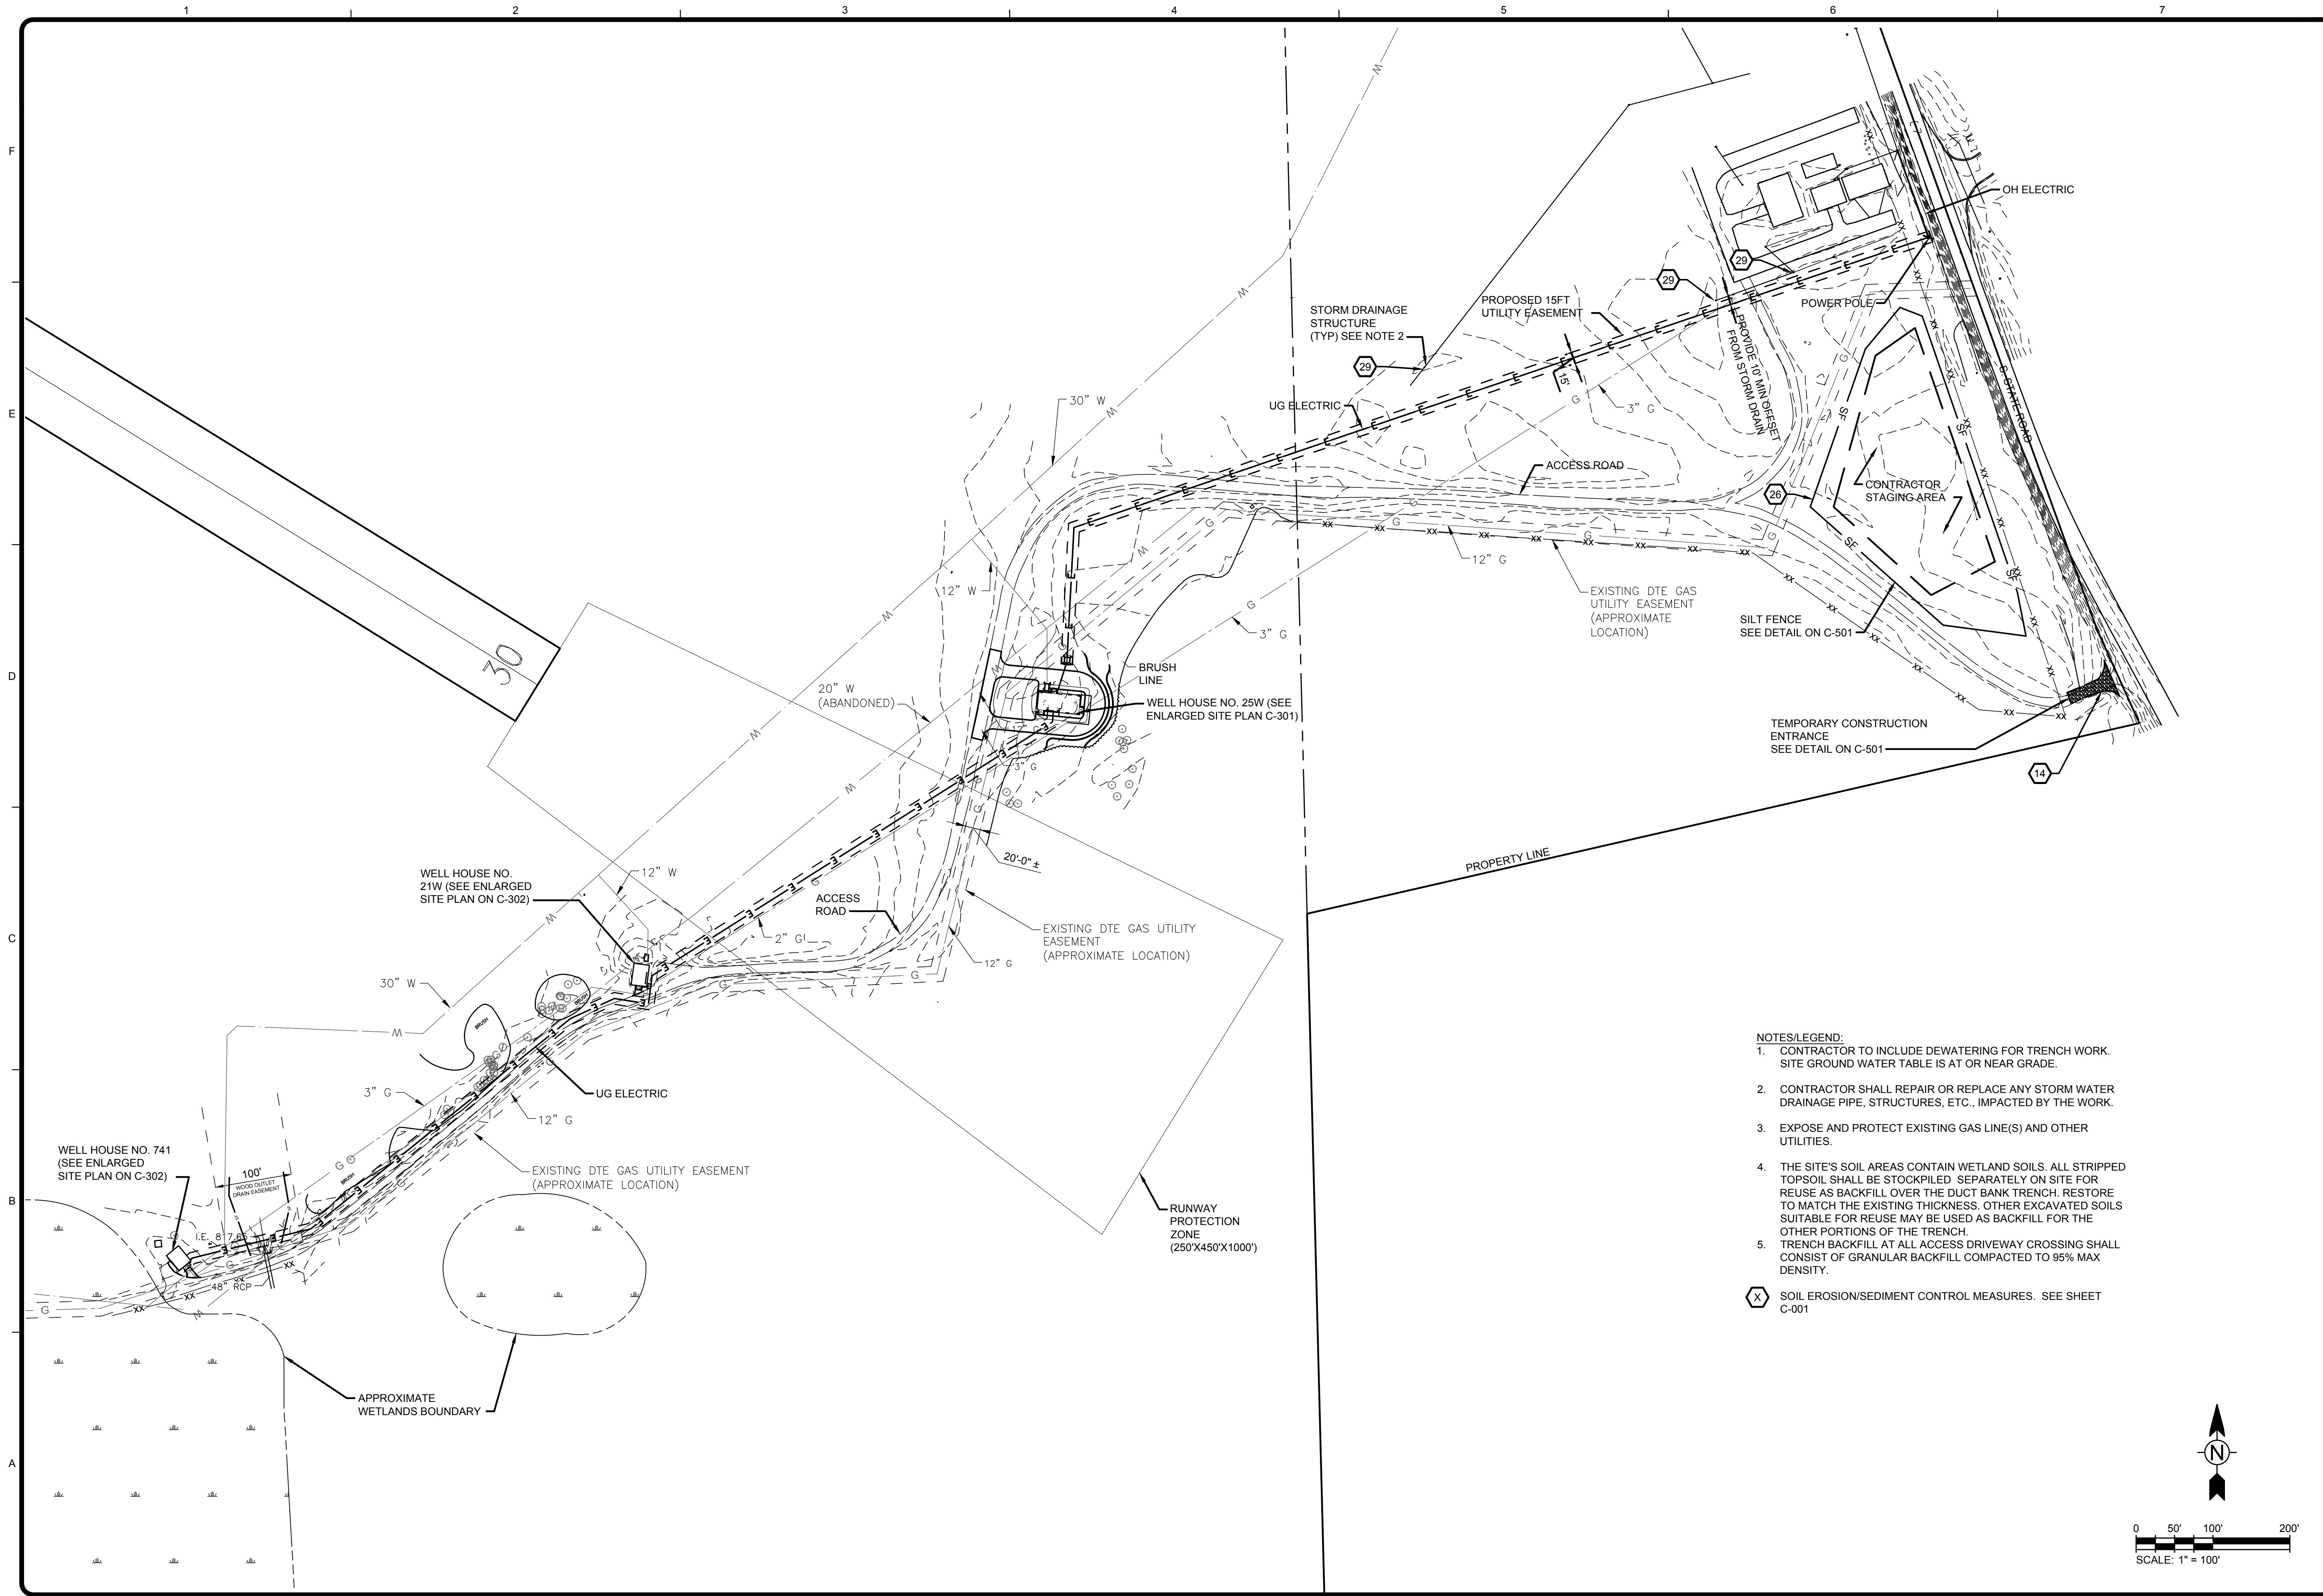 1
2
3
4
5
6
7
F
E
D
C
B
A
OH ELECTRIC
29
29
29
POWER POLE
STORM DRAINAGE
STRUCTURE
(TYP) SEE NOTE 2
PROPOSED 15FT
UTILITY EASEMENT
PROVIDE 10' MIN OFFSET
FROM STORM DRAIN
15'
S. STATE ROAD
UG ELECTRIC
3" G
30" W
ACCESS ROAD
26
CONTRACTOR
STAGING AREA
12" G
12" W
EXISTING DTE GAS
UTILITY EASEMENT
(APPROXIMATE
LOCATION)
SILT FENCE
SEE DETAIL ON C-501
3" G
30
BRUSH
LINE
20" W
(ABANDONED)
WELL HOUSE NO. 25W (SEE
ENLARGED SITE PLAN C-301)
12" G
3" G
TEMPORARY CONSTRUCTION
ENTRANCE
SEE DETAIL ON C-501
14
20'-0" ±
PROPERTY LINE
WELL HOUSE NO.
21W (SEE ENLARGED
SITE PLAN ON C-302)
12" W
ACCESS
ROAD
2" G
EXISTING DTE GAS UTILITY
EASEMENT
(APPROXIMATE LOCATION)
12" G
30" W
BRUSH
BRUSH
UG ELECTRIC
3" G
12" G
WELL HOUSE NO. 741
(SEE ENLARGED
SITE PLAN ON C-302)
100'
WOOD OUTLET
DRAIN EASEMENT
BRUSH
EXISTING DTE GAS UTILITY EASEMENT
(APPROXIMATE LOCATION)
I.E. 817.65
48" RCP
RUNWAY
PROTECTION
ZONE
(250'X450'X1000')
APPROXIMATE
WETLANDS BOUNDARY
NOTES/LEGEND:
1. CONTRACTOR TO INCLUDE DEWATERING FOR TRENCH WORK.
SITE GROUND WATER TABLE IS AT OR NEAR GRADE.
2. CONTRACTOR SHALL REPAIR OR REPLACE ANY STORM WATER
DRAINAGE PIPE, STRUCTURES, ETC., IMPACTED BY THE WORK.
3. EXPOSE AND PROTECT EXISTING GAS LINE(S) AND OTHER
UTILITIES.
4. THE SITE'S SOIL AREAS CONTAIN WETLAND SOILS. ALL STRIPPED
TOPSOIL SHALL BE STOCKPILED SEPARATELY ON SITE FOR
REUSE AS BACKFILL OVER THE DUCT BANK TRENCH. RESTORE
TO MATCH THE EXISTING THICKNESS. OTHER EXCAVATED SOILS
SUITABLE FOR REUSE MAY BE USED AS BACKFILL FOR THE
OTHER PORTIONS OF THE TRENCH.
5. TRENCH BACKFILL AT ALL ACCESS DRIVEWAY CROSSING SHALL
CONSIST OF GRANULAR BACKFILL COMPACTED TO 95% MAX
DENSITY.
X SOIL EROSION/SEDIMENT CONTROL MEASURES. SEE SHEET
C-001
N
0 50' 100' 200'
SCALE: 1" = 100'